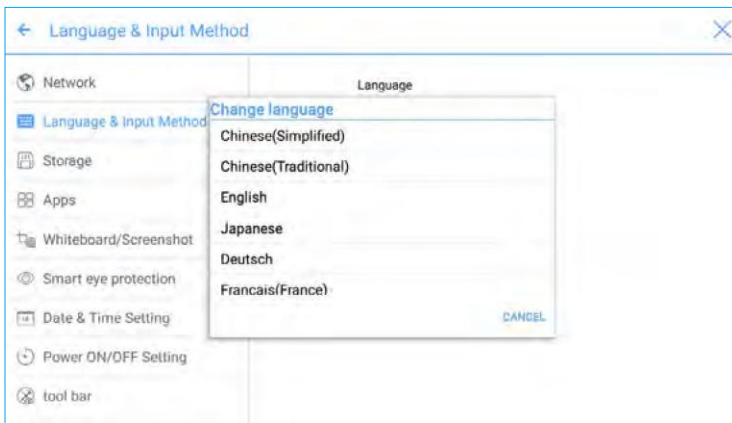 Language & Input Method
Network
Language & Input Method
Storage
Apps
Whiteboard/Screenshot
Smart eye protection
Date & Time Setting
Power ON/OFF Setting
tool bar
Language
Change language
Chinese(Simplified)
Chinese(Traditional)
English
Japanese
Deutsch
Francais(France)
CANCEL